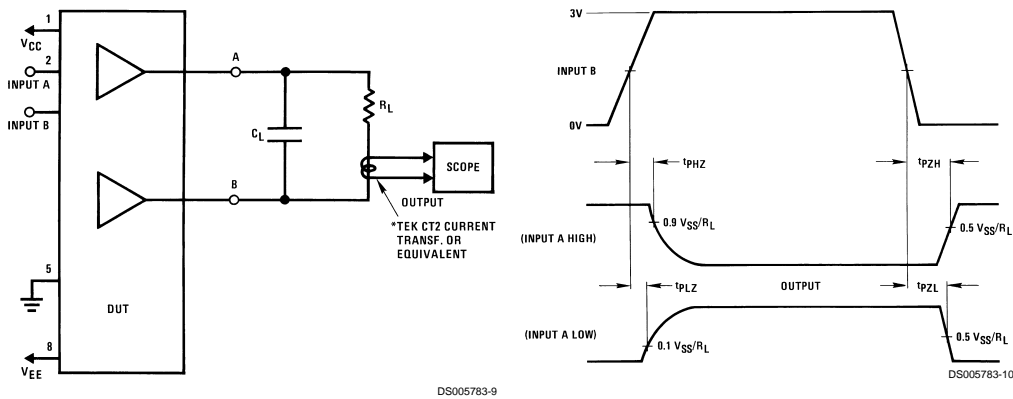 1
VCC
2
INPUT A
INPUT B
A
CL
RL
SCOPE
B
OUTPUT
*TEK CT2 CURRENT
TRANSF. OR
EQUIVALENT
5
DUT
8
VEE
DS005783-9
3V
INPUT B
0V
tPHZ
tPZH
(INPUT A HIGH)
0.9 VSS/RL
0.5 VSS/RL
tPLZ
OUTPUT
tPZL
(INPUT A LOW)
0.1 VSS/RL
0.5 VSS/RL
DS005783-10